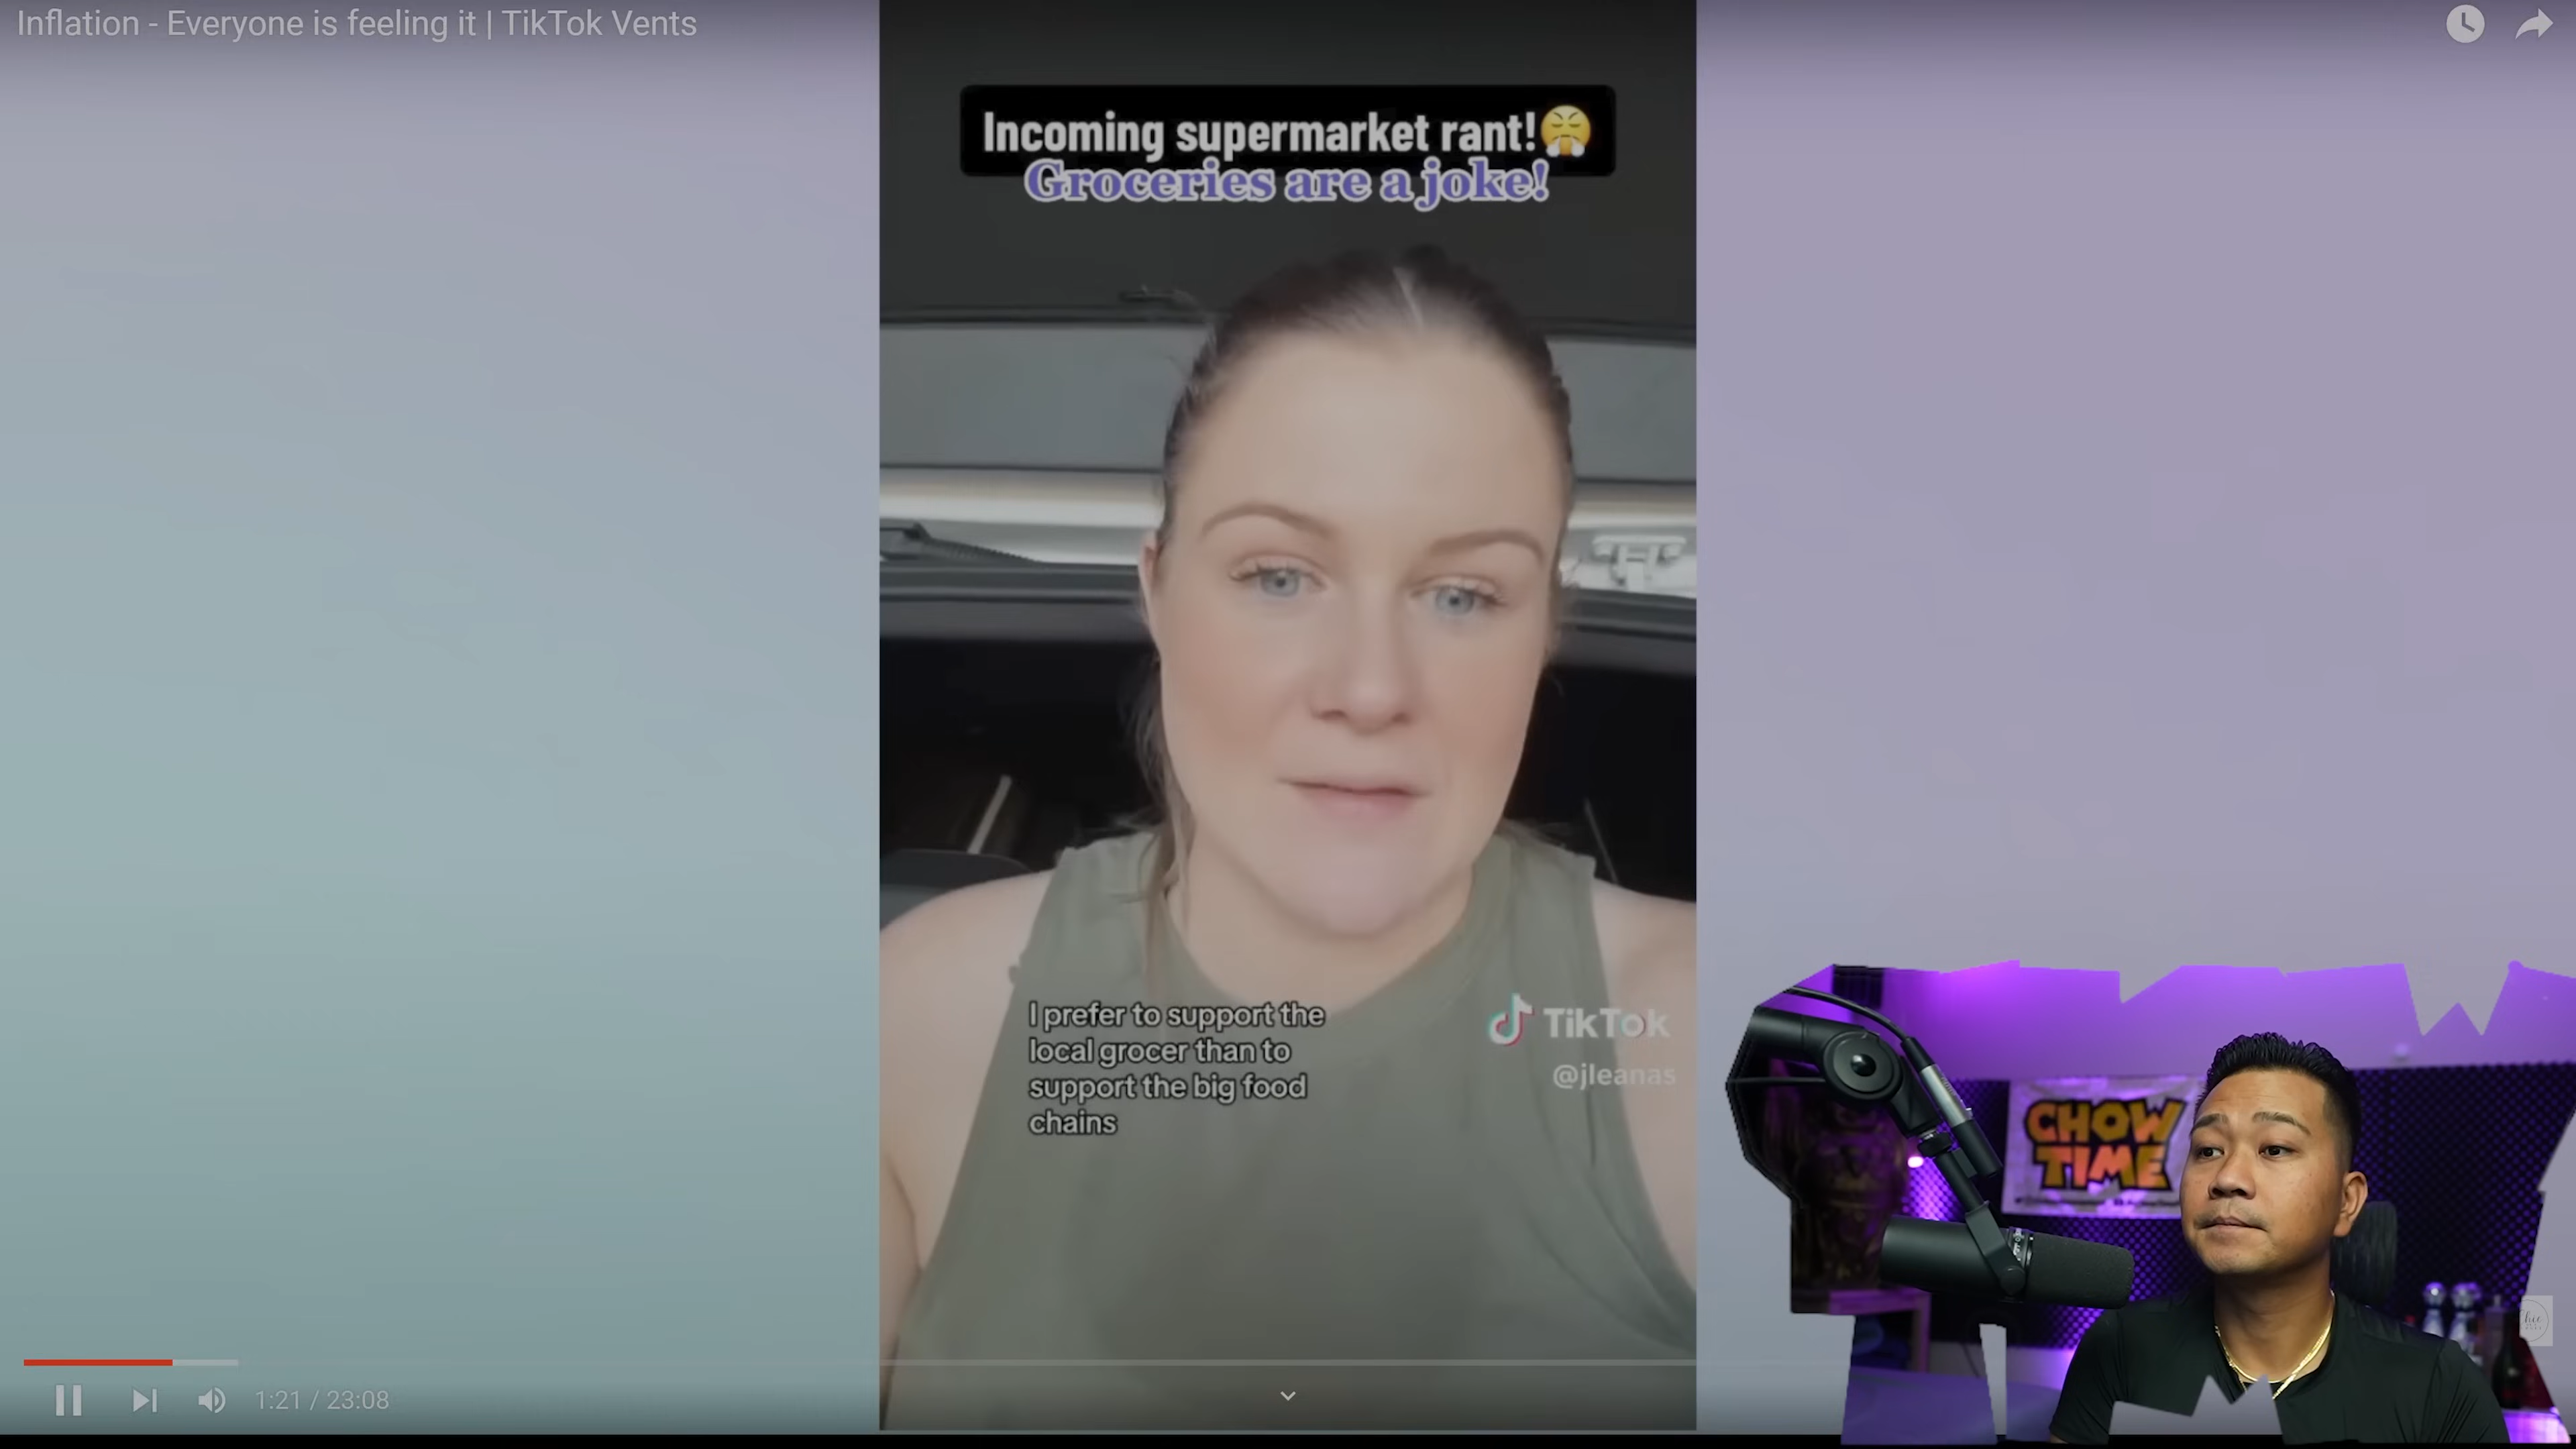 Inflation - Everyone is feeling it | TikTok Vents
Incoming supermarket rant!😤
Groceries are a joke!
I prefer to support the
local grocer than to
support the big food
chains
TikTok
@jleanas
CHOW
TIME
1:21 / 23:08